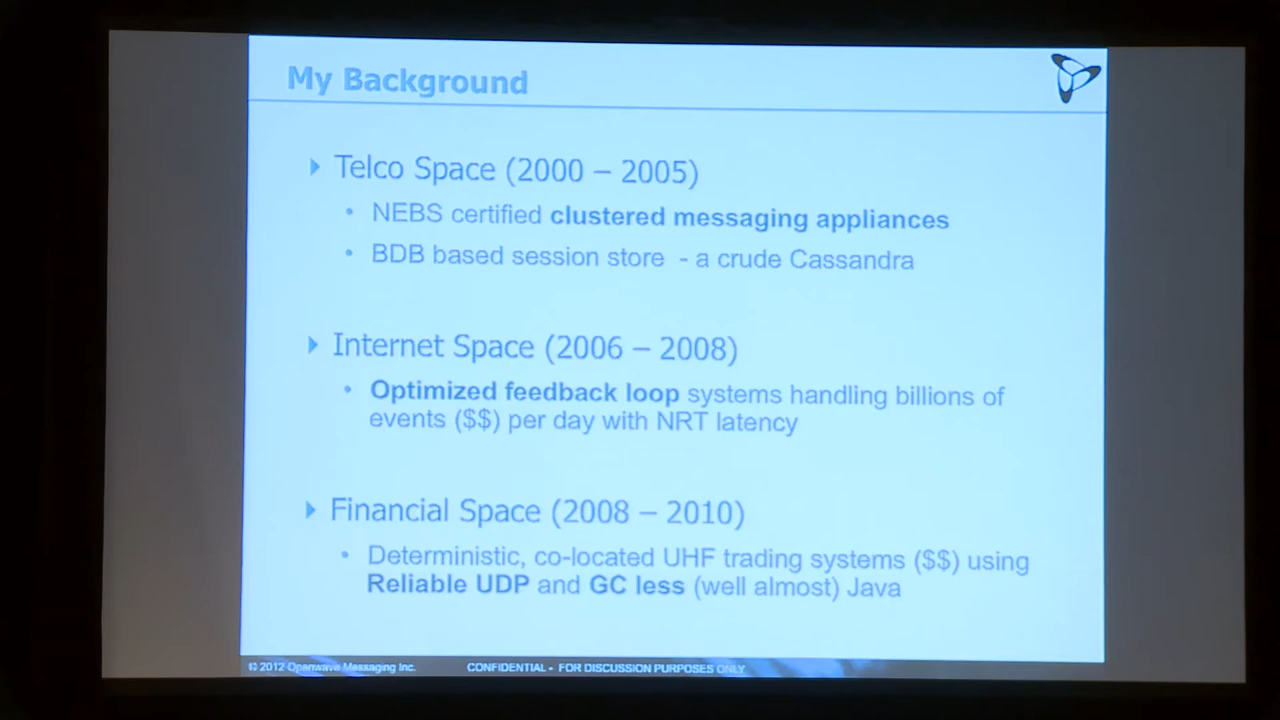 My Background
Telco Space (2000 – 2005)
• NEBS certified clustered messaging appliances
• BDB based session store - a crude Cassandra
Internet Space (2006 – 2008)
• Optimized feedback loop systems handling billions of
events ($$) per day with NRT latency
Financial Space (2008 – 2010)
• Deterministic, co-located UHF trading systems ($$) using
Reliable UDP and GC less (well almost) Java
© 2012 Openwave Messaging Inc. CONFIDENTIAL - FOR DISCUSSION PURPOSES ONLY